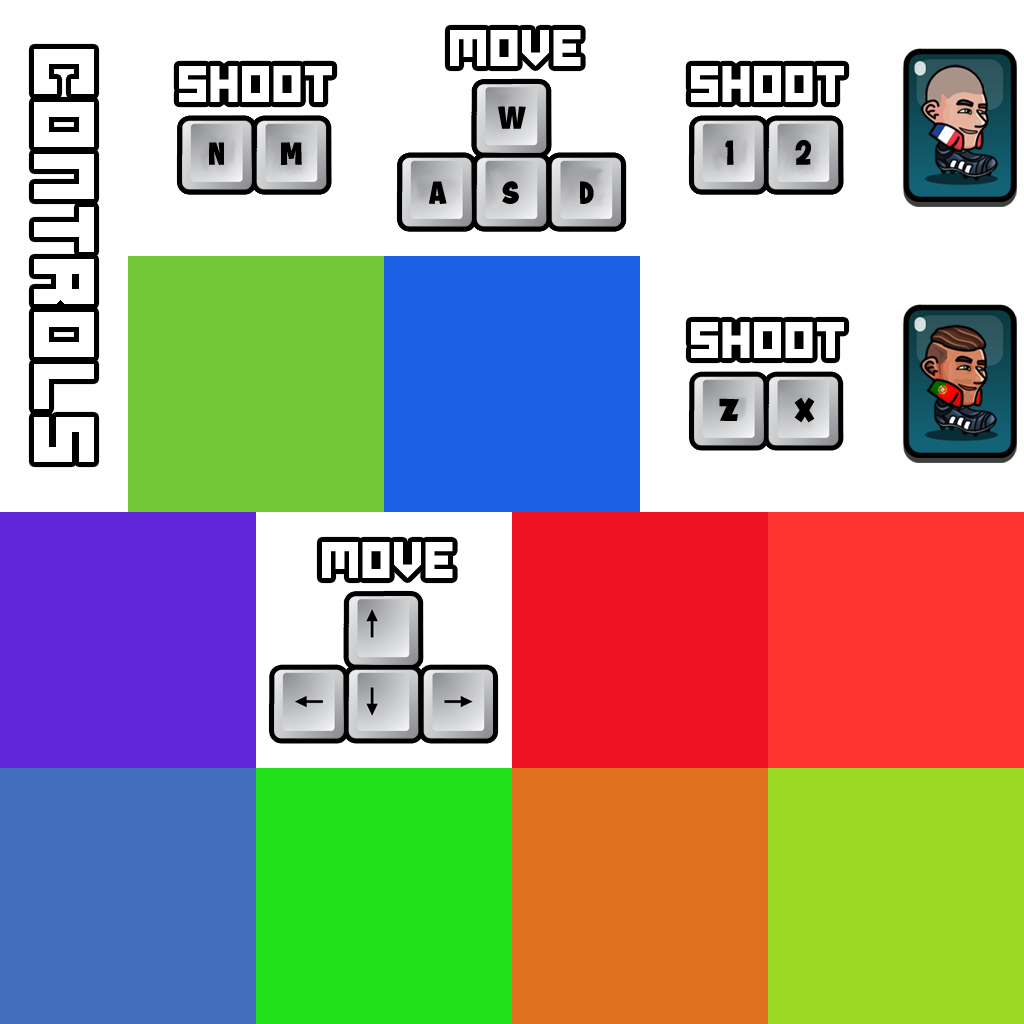 CONTROLS
SHOOT
N M
MOVE
W
A S D
SHOOT
1 2
SHOOT
Z X
MOVE
↑
← ↓ →